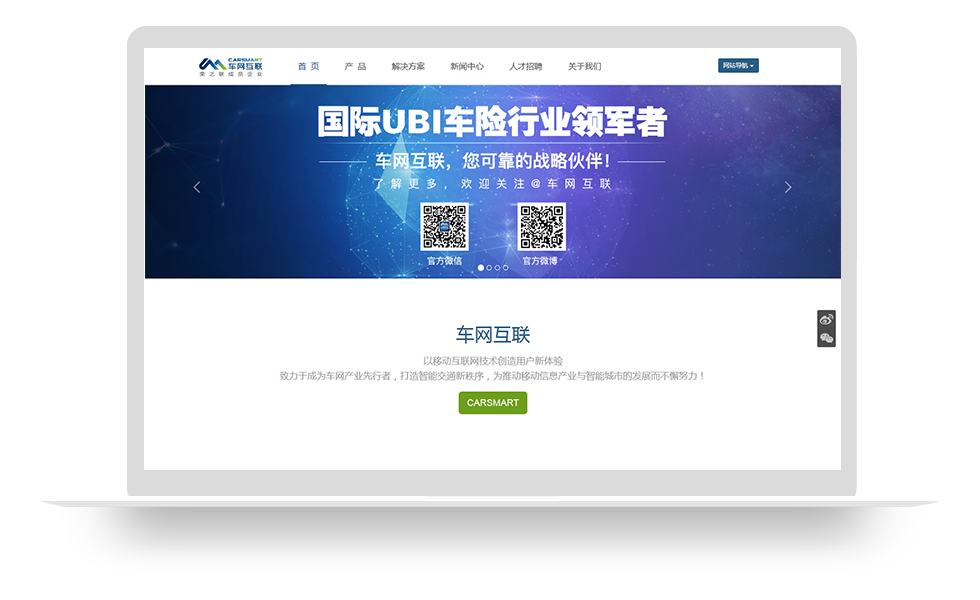 CARSMART
车网互联
荣之联成员企业
首 页
产 品
解决方案
新闻中心
人才招聘
关于我们
网站导航
国际UBI车险行业领军者
车网互联，您可靠的战略伙伴！
了解更多，欢迎关注@车网互联
官方微信
官方微博
车网互联
以移动互联网技术创造用户新体验
致力于成为车网产业先行者，打造智能交通新秩序，为推动移动信息产业与智能城市的发展而不懈努力！
CARSMART